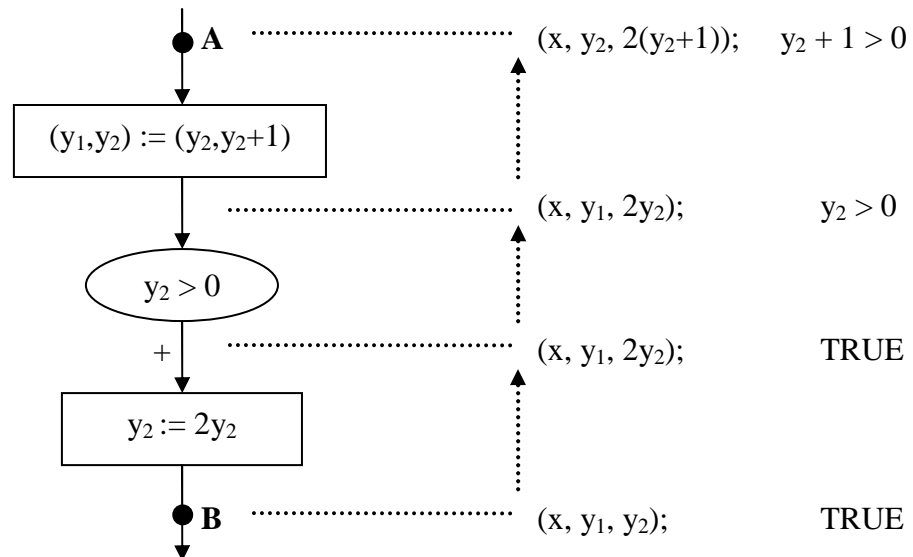 A (x, y₂, 2(y₂+1)); y₂ + 1 > 0
(y₁,y₂) := (y₂,y₂+1)
(x, y₁, 2y₂); y₂ > 0
y₂ > 0
+ (x, y₁, 2y₂); TRUE
y₂ := 2y₂
B (x, y₁, y₂); TRUE